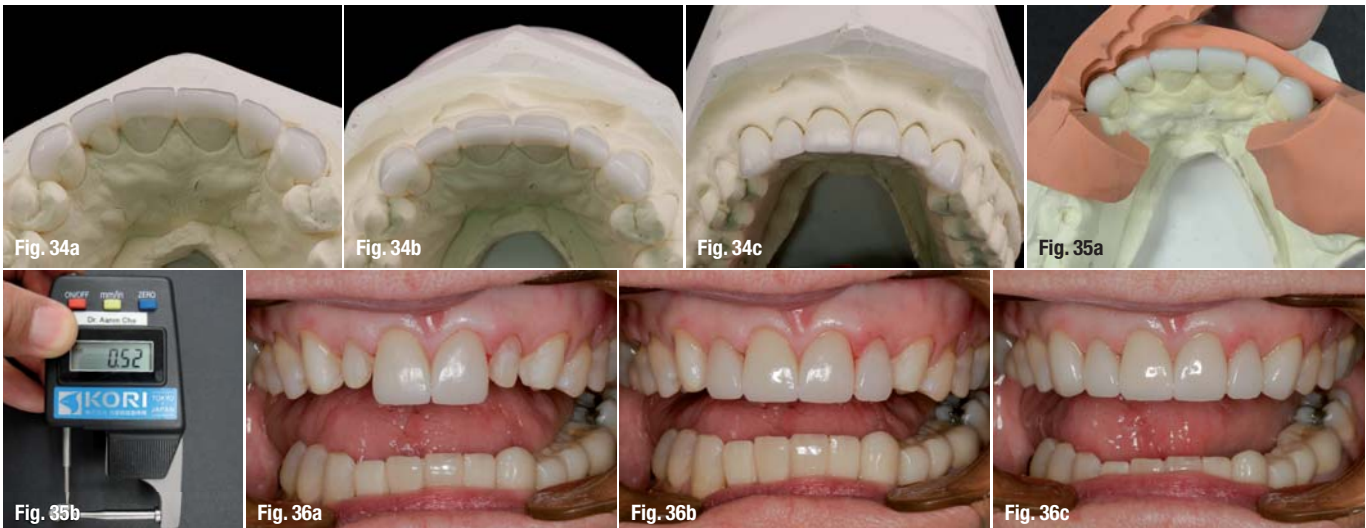 Fig. 34a
Fig. 34b
Fig. 34c
Fig. 35a
ON/OFF mm/in ZERO
Dr. Aaron Cho
0.52
KORI
TOKYO
JAPAN
Fig. 35b
Fig. 36a
Fig. 36b
Fig. 36c